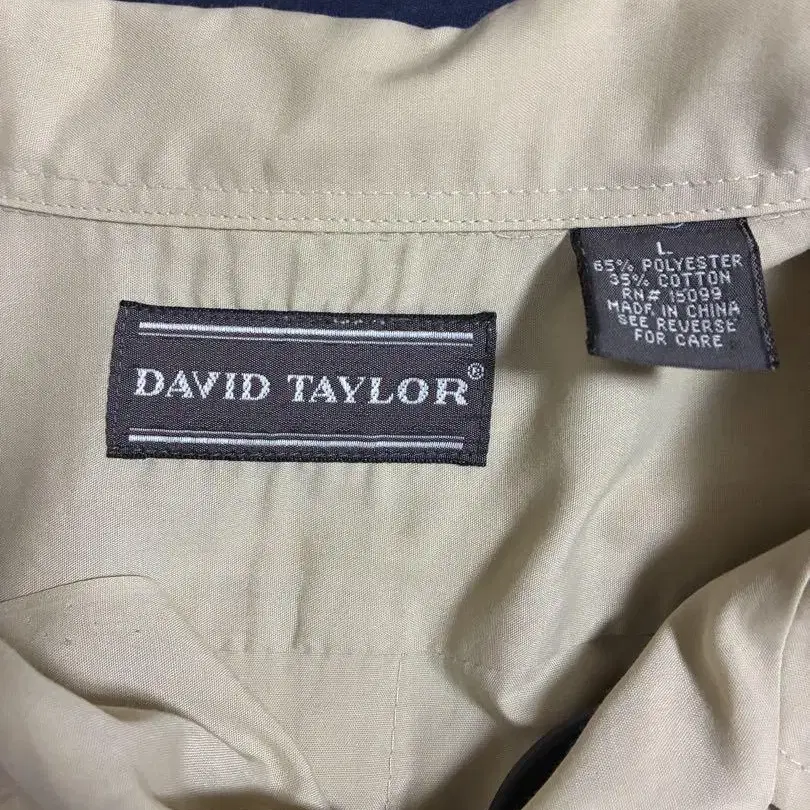 DAVID TAYLOR®
L
65% POLYESTER
35% COTTON
RN# 15099
MADE IN CHINA
SEE REVERSE
FOR CARE